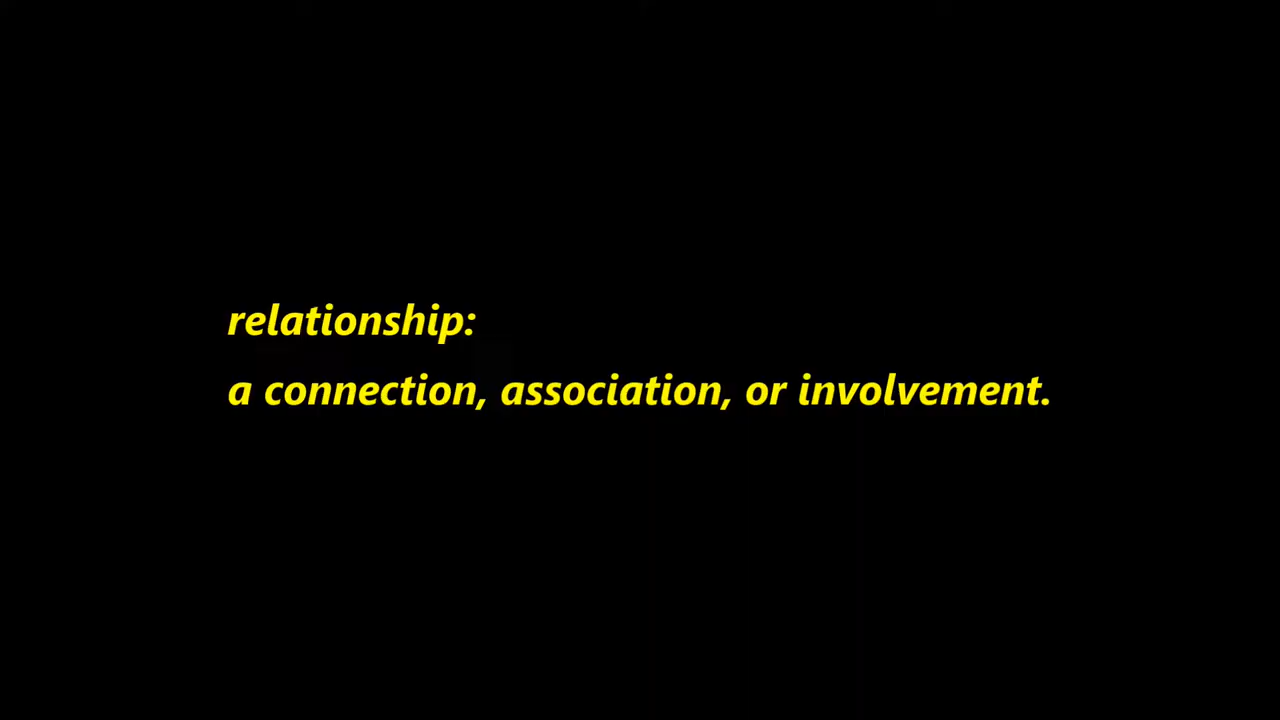 relationship:
a connection, association, or involvement.